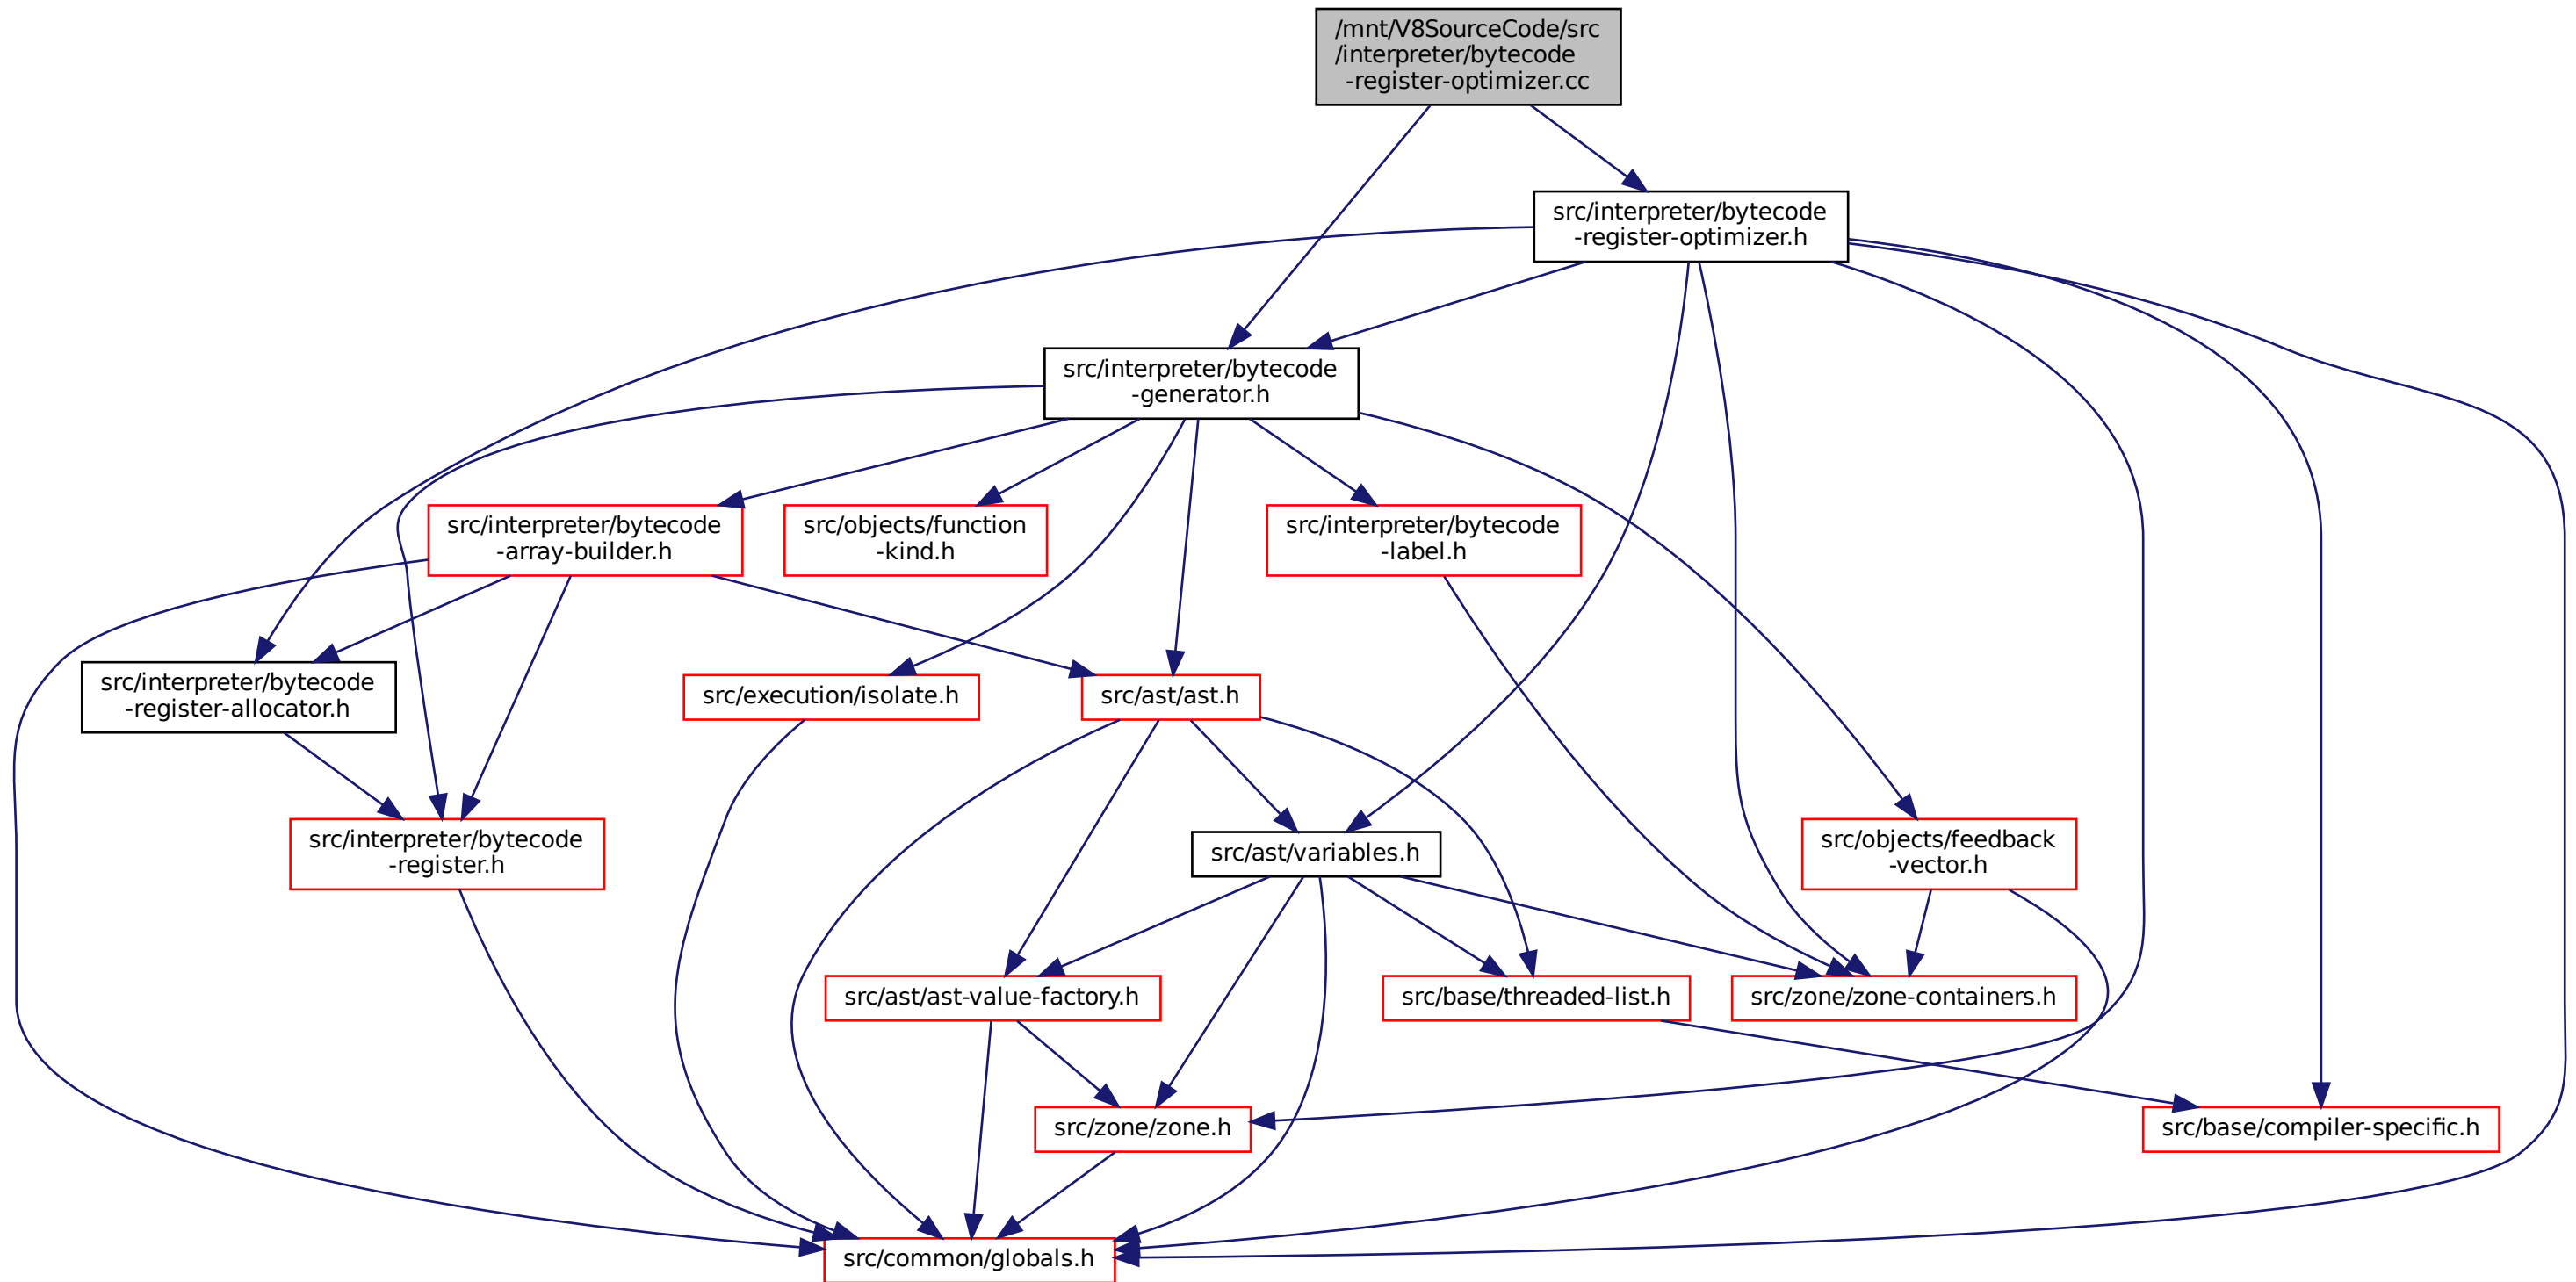 /mnt/V8SourceCode/src
/interpreter/bytecode
-register-optimizer.cc
src/interpreter/bytecode
-register-optimizer.h
src/interpreter/bytecode
-generator.h
src/interpreter/bytecode
-array-builder.h
src/objects/function
-kind.h
src/interpreter/bytecode
-label.h
src/interpreter/bytecode
-register-allocator.h
src/execution/isolate.h
src/ast/ast.h
src/interpreter/bytecode
-register.h
src/ast/variables.h
src/objects/feedback
-vector.h
src/ast/ast-value-factory.h
src/base/threaded-list.h
src/zone/zone-containers.h
src/zone/zone.h
src/base/compiler-specific.h
src/common/globals.h